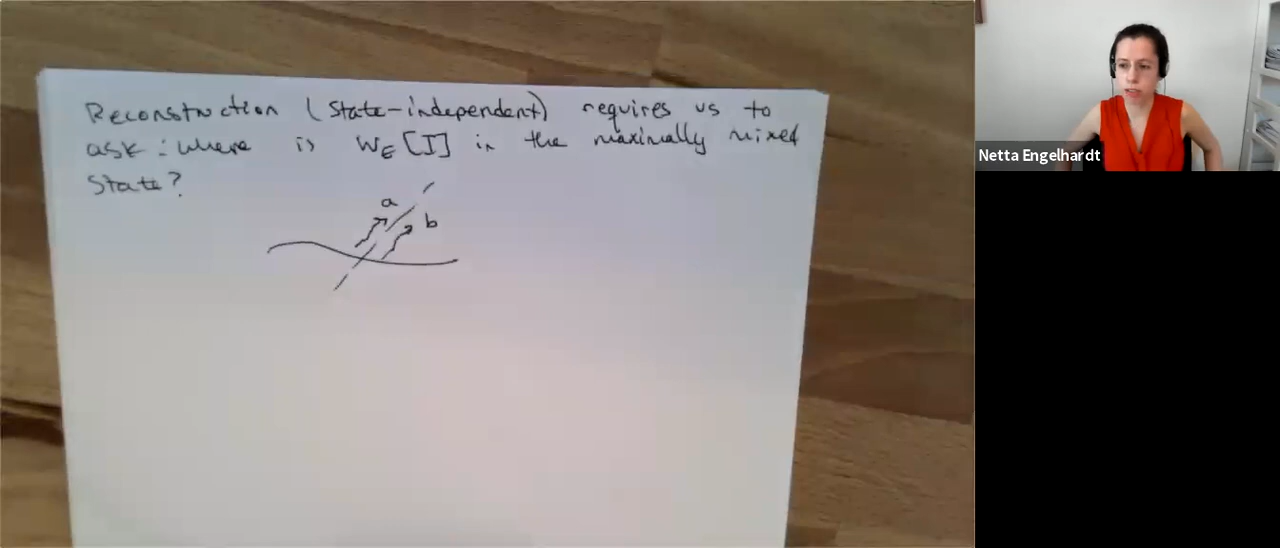 Reconstruction (state-independent) requires us to
ask: where is W_E[I] in the maximally mixed
state?
a
b
Netta Engelhardt